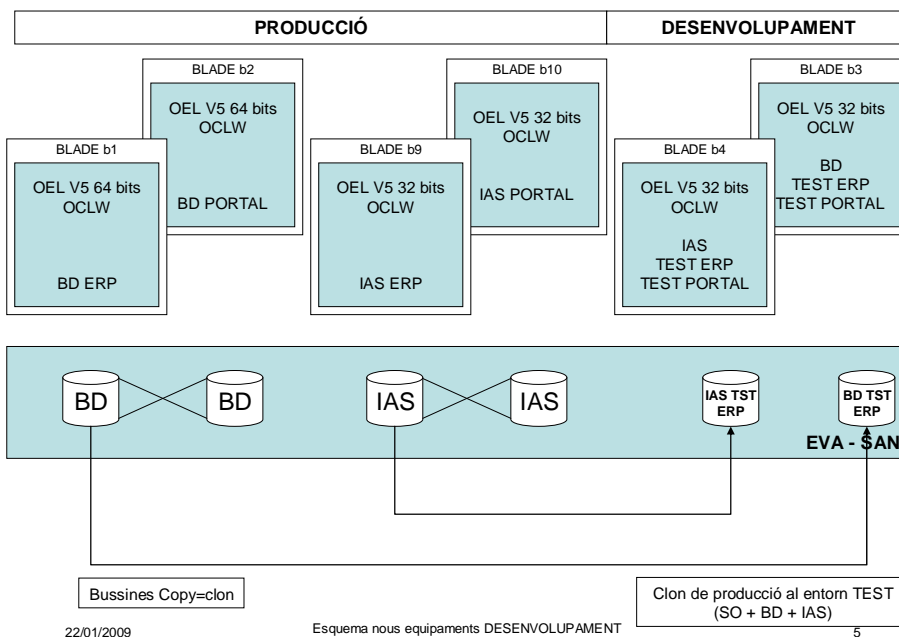 PRODUCCIÓ
DESENVOLUPAMENT
BLADE b2
OEL V5 64 bits
OCLW
BD PORTAL
BLADE b1
OEL V5 64 bits
OCLW
BD ERP
BLADE b10
OEL V5 32 bits
OCLW
IAS PORTAL
BLADE b9
OEL V5 32 bits
OCLW
IAS ERP
BLADE b3
OEL V5 32 bits
OCLW
BD
TEST ERP
TEST PORTAL
BLADE b4
OEL V5 32 bits
OCLW
IAS
TEST ERP
TEST PORTAL
BD
BD
IAS
IAS
IAS TST
ERP
BD TST
ERP
EVA - SAN
Bussines Copy=clon
Clon de producció al entorn TEST
(SO + BD + IAS)
22/01/2009
Esquema nous equipaments DESENVOLUPAMENT
5